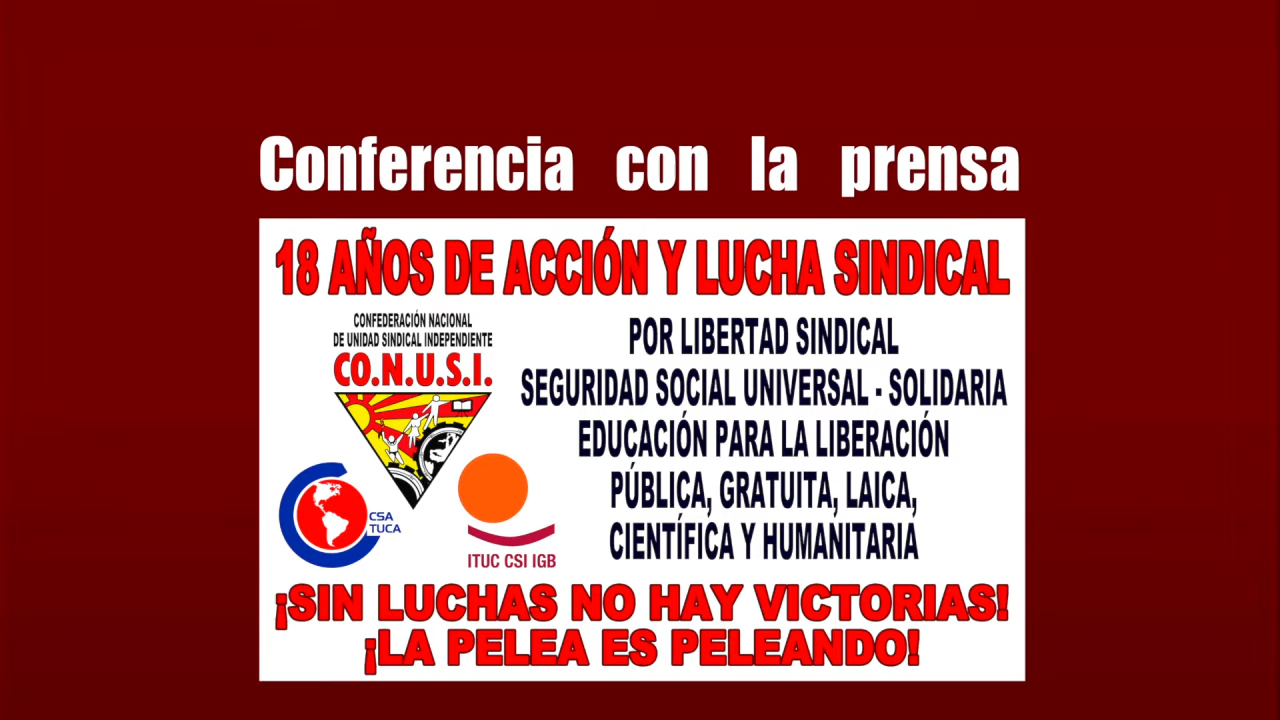 Conferencia con la prensa
18 AÑOS DE ACCIÓN Y LUCHA SINDICAL
CONFEDERACIÓN NACIONAL
DE UNIDAD SINDICAL INDEPENDIENTE
CO.N.U.S.I.
CSA
TUCA
ITUC CSI IGB
POR LIBERTAD SINDICAL
SEGURIDAD SOCIAL UNIVERSAL - SOLIDARIA
EDUCACIÓN PARA LA LIBERACIÓN
PÚBLICA, GRATUITA, LAICA,
CIENTÍFICA Y HUMANITARIA
¡SIN LUCHAS NO HAY VICTORIAS!
¡LA PELEA ES PELEANDO!